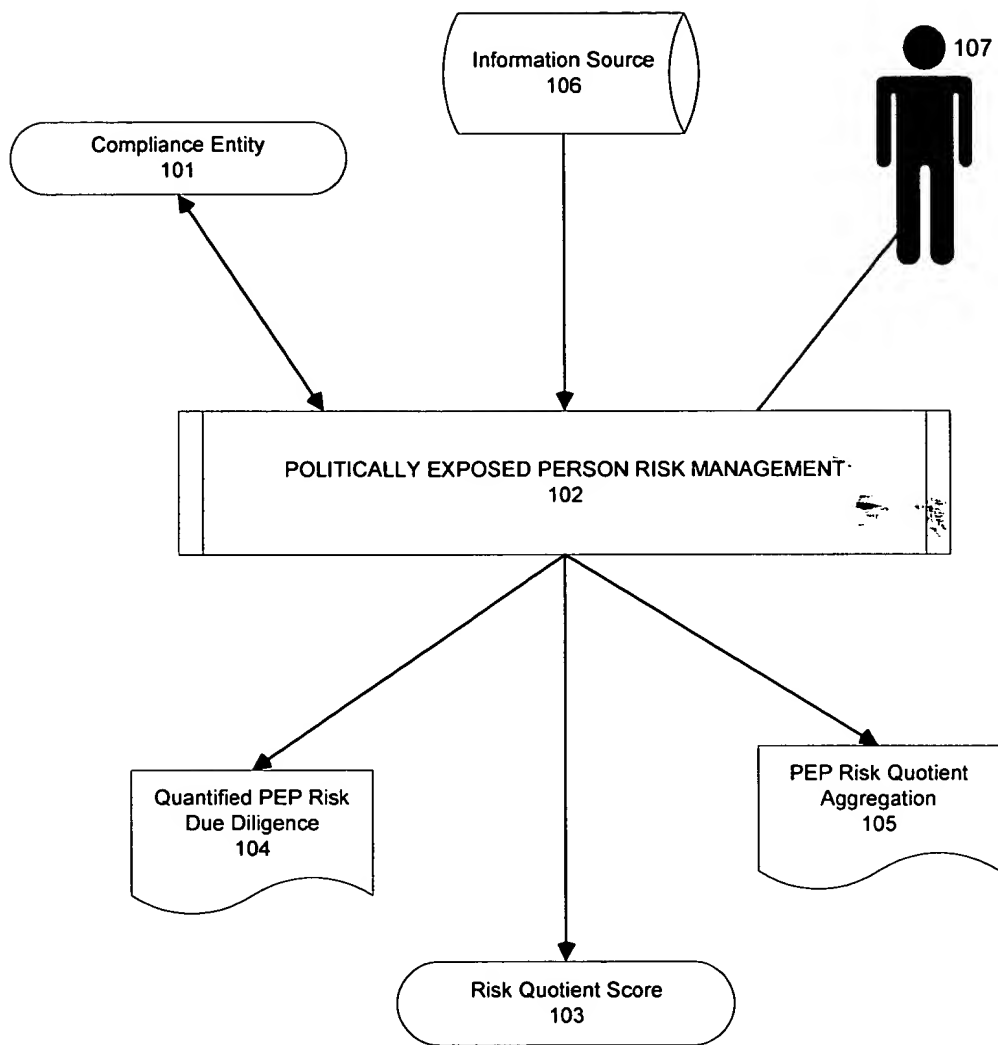 Information Source
106
107
Compliance Entity
101
POLITICALLY EXPOSED PERSON RISK MANAGEMENT
102
Quantified PEP Risk
Due Diligence
104
PEP Risk Quotient
Aggregation
105
Risk Quotient Score
103